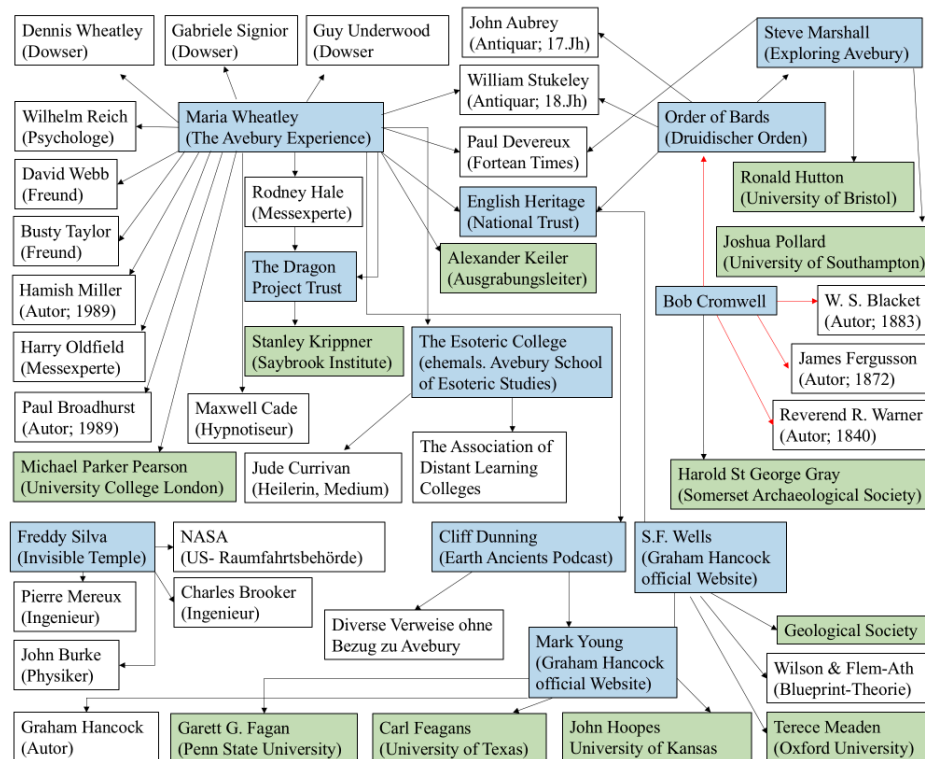 Dennis Wheatley
(Dowser)
Gabriele Signior
(Dowser)
Guy Underwood
(Dowser
John Aubrey
(Antiquar; 17.Jh)
Steve Marshall
(Exploring Avebury)
William Stukeley
(Antiquar; 18.Jh)
Wilhelm Reich
(Psychologe)
Maria Wheatley
(The Avebury Experience)
Order of Bards
(Druidischer Orden)
Paul Devereux
(Fortean Times)
David Webb
(Freund)
Rodney Hale
(Messexperte)
English Heritage
(National Trust)
Ronald Hutton
(University of Bristol)
Busty Taylor
(Freund)
Alexander Keiler
(Ausgrabungsleiter)
Joshua Pollard
(University of Southampton)
The Dragon
Project Trust
Hamish Miller
(Autor; 1989)
Bob Cromwell
W. S. Blacket
(Autor; 1883)
Harry Oldfield
(Messexperte)
Stanley Krippner
(Saybrook Institute)
The Esoteric College
(ehemals. Avebury School
of Esoteric Studies)
James Fergusson
(Autor; 1872)
Paul Broadhurst
(Autor; 1989)
Maxwell Cade
(Hypnotiseur)
Reverend R. Warner
(Autor; 1840)
Michael Parker Pearson
(University College London)
Jude Currivan
(Heilerin, Medium)
The Association of
Distant Learning
Colleges
Harold St George Gray
(Somerset Archaeological Society)
Freddy Silva
(Invisible Temple)
NASA
(US- Raumfahrtsbehörde)
Cliff Dunning
(Earth Ancients Podcast)
S.F. Wells
(Graham Hancock
official Website)
Pierre Mereux
(Ingenieur)
Charles Brooker
(Ingenieur)
Diverse Verweise ohne
Bezug zu Avebury
Mark Young
(Graham Hancock
official Website)
Geological Society
John Burke
(Physiker)
Wilson & Flem-Ath
(Blueprint-Theorie)
Graham Hancock
(Autor)
Garett G. Fagan
(Penn State University)
Carl Feagans
(University of Texas)
John Hoopes
University of Kansas
Terece Meaden
(Oxford University)